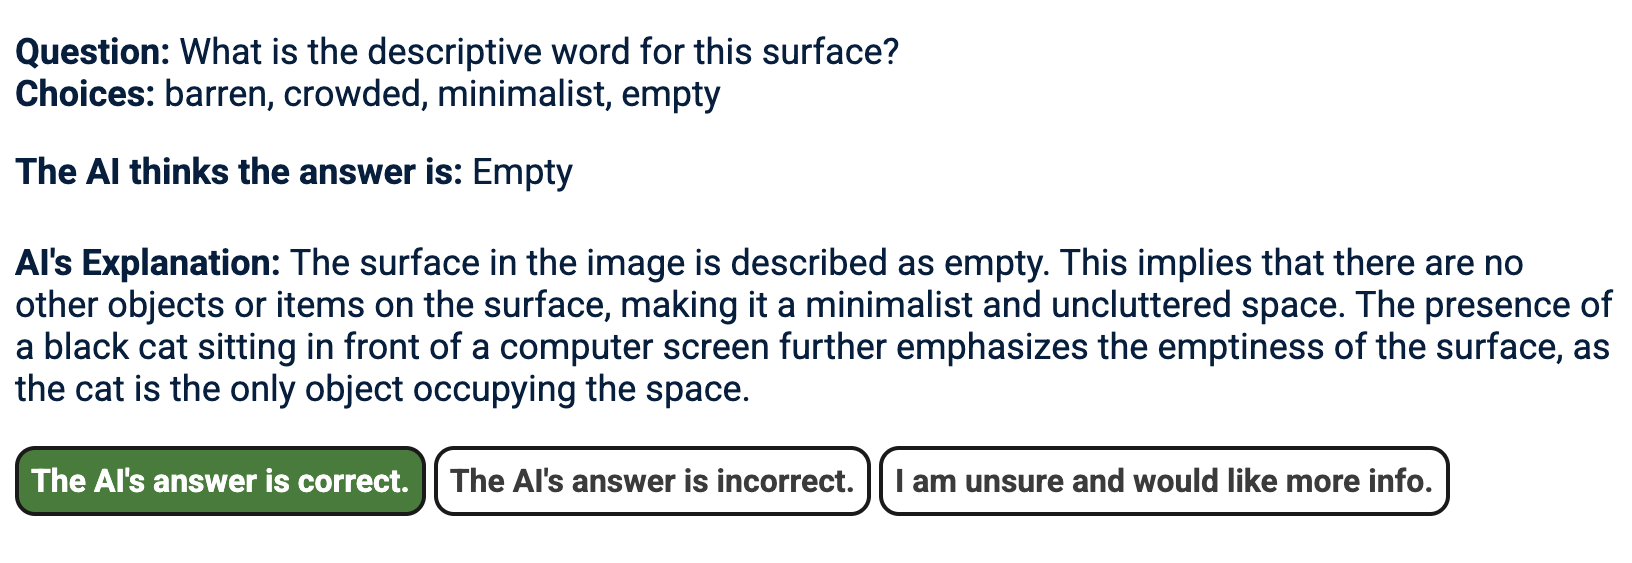 Question: What is the descriptive word for this surface?
Choices: barren, crowded, minimalist, empty
The AI thinks the answer is: Empty
AI's Explanation: The surface in the image is described as empty. This implies that there are no
other objects or items on the surface, making it a minimalist and uncluttered space. The presence of
a black cat sitting in front of a computer screen further emphasizes the emptiness of the surface, as
the cat is the only object occupying the space.
The AI's answer is correct. The AI's answer is incorrect. I am unsure and would like more info.